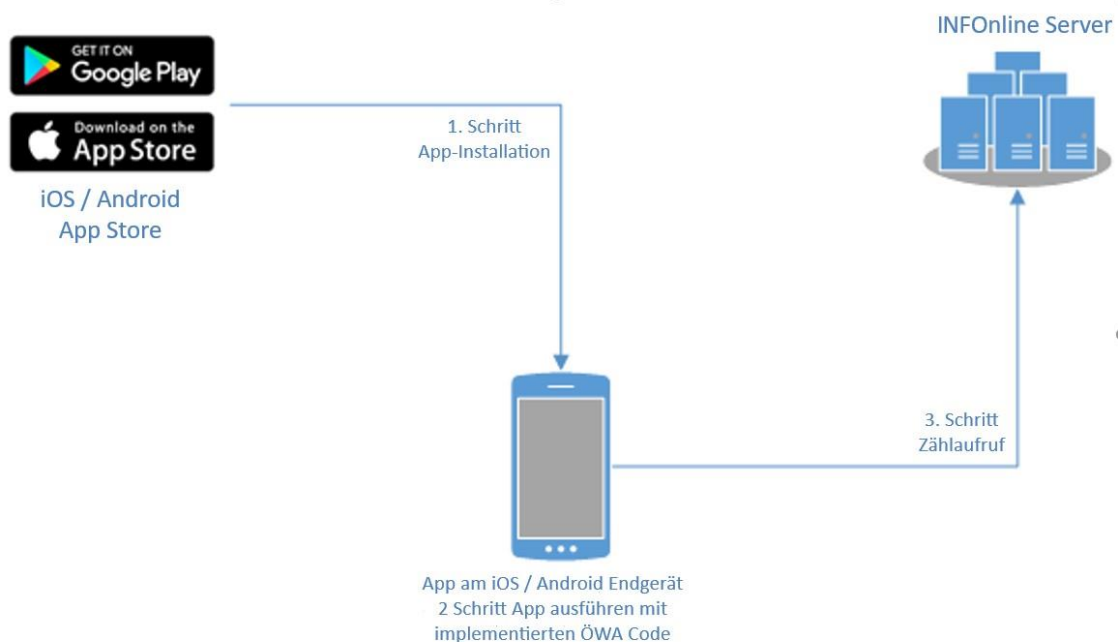 INFOnline Server
GET IT ON
Google Play
Download on the
App Store
iOS / Android
App Store
1. Schritt
App-Installation
3. Schritt
Zählaufruf
App am iOS / Android Endgerät
2 Schritt App ausführen mit
implementierten ÖWA Code